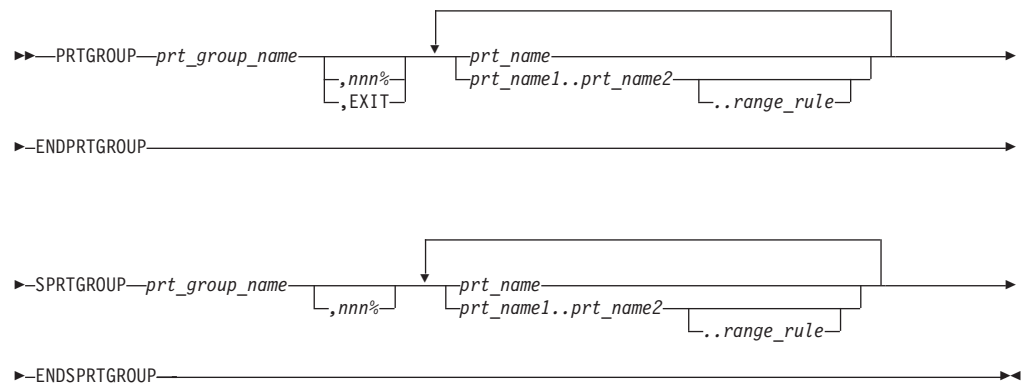 PRTGROUP prt_group_name prt_name
,nnn% prt_name1..prt_name2
,EXIT ..range_rule
ENDPRTGROUP
SPRTGROUP prt_group_name prt_name
,nnn% prt_name1..prt_name2
..range_rule
ENDSPRTGROUP